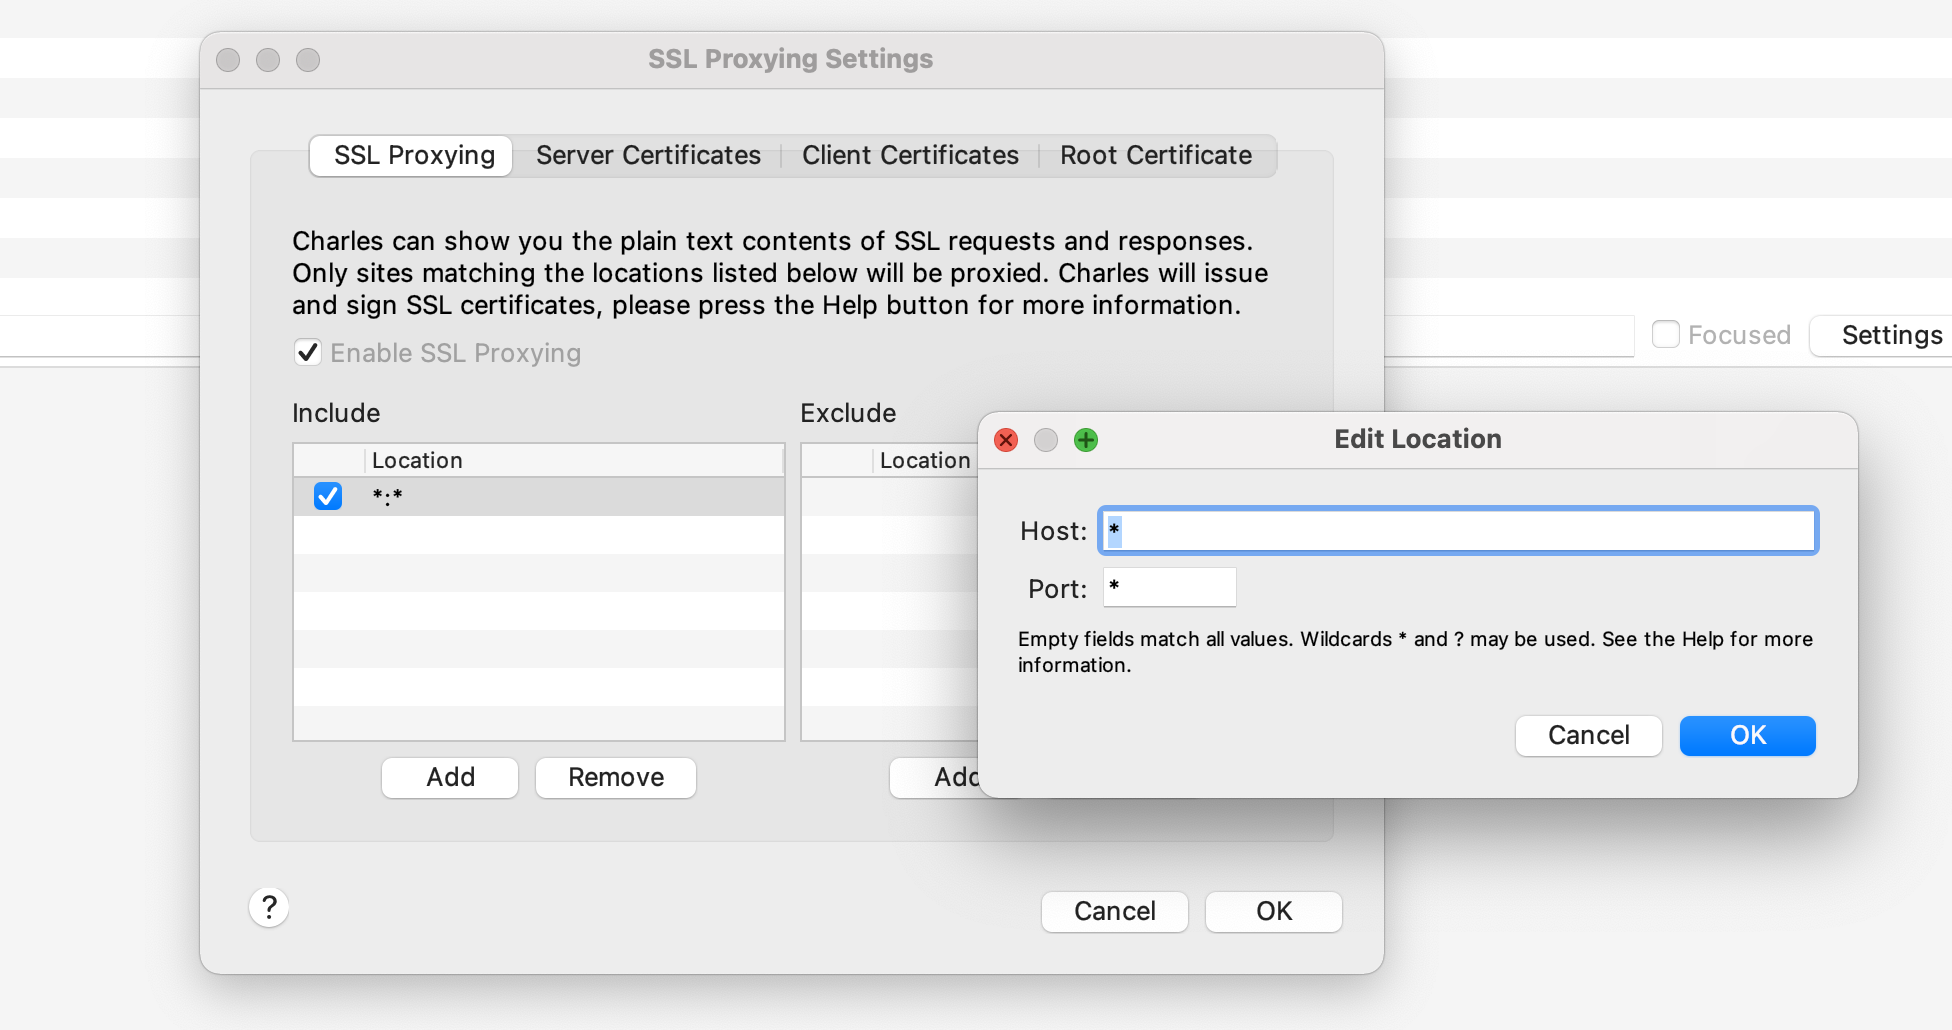 SSL Proxying Settings
SSL Proxying
Server Certificates
Client Certificates
Root Certificate
Charles can show you the plain text contents of SSL requests and responses.
Only sites matching the locations listed below will be proxied. Charles will issue
and sign SSL certificates, please press the Help button for more information.
Enable SSL Proxying
Focused
Settings
Include
Exclude
Location
*:*
Location
Add
Remove
Add
Edit Location
Host: *
Port: *
Empty fields match all values. Wildcards * and ? may be used. See the Help for more
information.
Cancel
OK
?
Cancel
OK